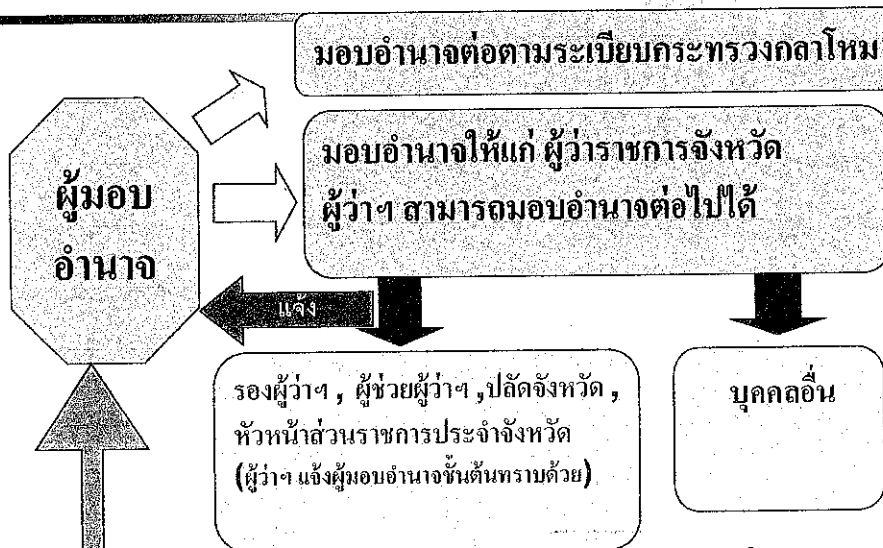 มอบอำนาจต่อตามระเบียบกระทรวงกลาโหม
มอบอำนาจให้แก่ ผู้ว่าราชการจังหวัด
ผู้ว่าฯ สามารถมอบอำนาจต่อไปได้
ผู้มอบ
อำนาจ
แจ้ง
รองผู้ว่าฯ , ผู้ช่วยผู้ว่าฯ ,ปลัดจังหวัด ,
หัวหน้าส่วนราชการประจำจังหวัด
(ผู้ว่าฯ แจ้งผู้มอบอำนาจชั้นต้นทราบด้วย)
บุคคลอื่น